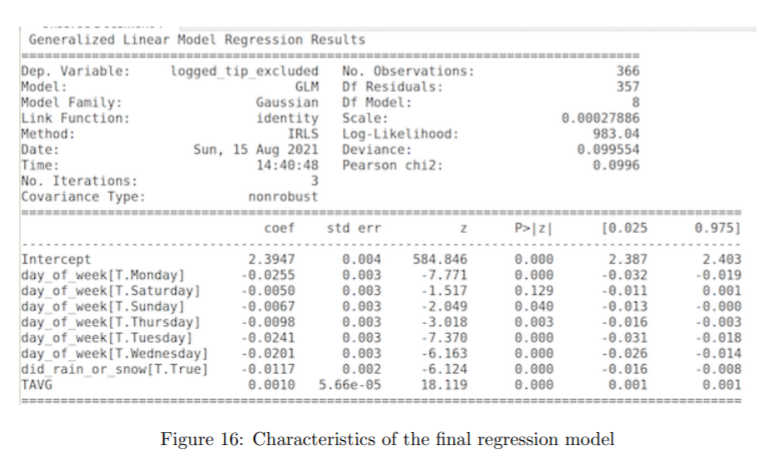 Generalized Linear Model Regression Results
Dep. Variable: logged_tip_excluded No. Observations: 366
Model: GLM Df Residuals: 357
Model Family: Gaussian Df Model: 8
Link Function: identity Scale: 0.00027886
Method: IRLS Log-Likelihood: 983.04
Date: Sun, 15 Aug 2021 Deviance: 0.099554
Time: 14:40:48 Pearson chi2: 0.0996
No. Iterations: 3
Covariance Type: nonrobust
coef std err z P>|z| [0.025 0.975]
Intercept 2.3947 0.004 584.846 0.000 2.387 2.403
day_of_week[T.Monday] -0.0255 0.003 -7.771 0.000 -0.032 -0.019
day_of_week[T.Saturday] -0.0050 0.003 -1.517 0.129 -0.011 0.001
day_of_week[T.Sunday] -0.0067 0.003 -2.049 0.040 -0.013 -0.000
day_of_week[T.Thursday] -0.0098 0.003 -3.018 0.003 -0.016 -0.003
day_of_week[T.Tuesday] -0.0241 0.003 -7.370 0.000 -0.031 -0.018
day_of_week[T.Wednesday] -0.0201 0.003 -6.163 0.000 -0.026 -0.014
did_rain_or_snow[T.True] -0.0117 0.002 -6.124 0.000 -0.016 -0.008
TAVG 0.0010 5.66e-05 18.119 0.000 0.001 0.001
Figure 16: Characteristics of the final regression model